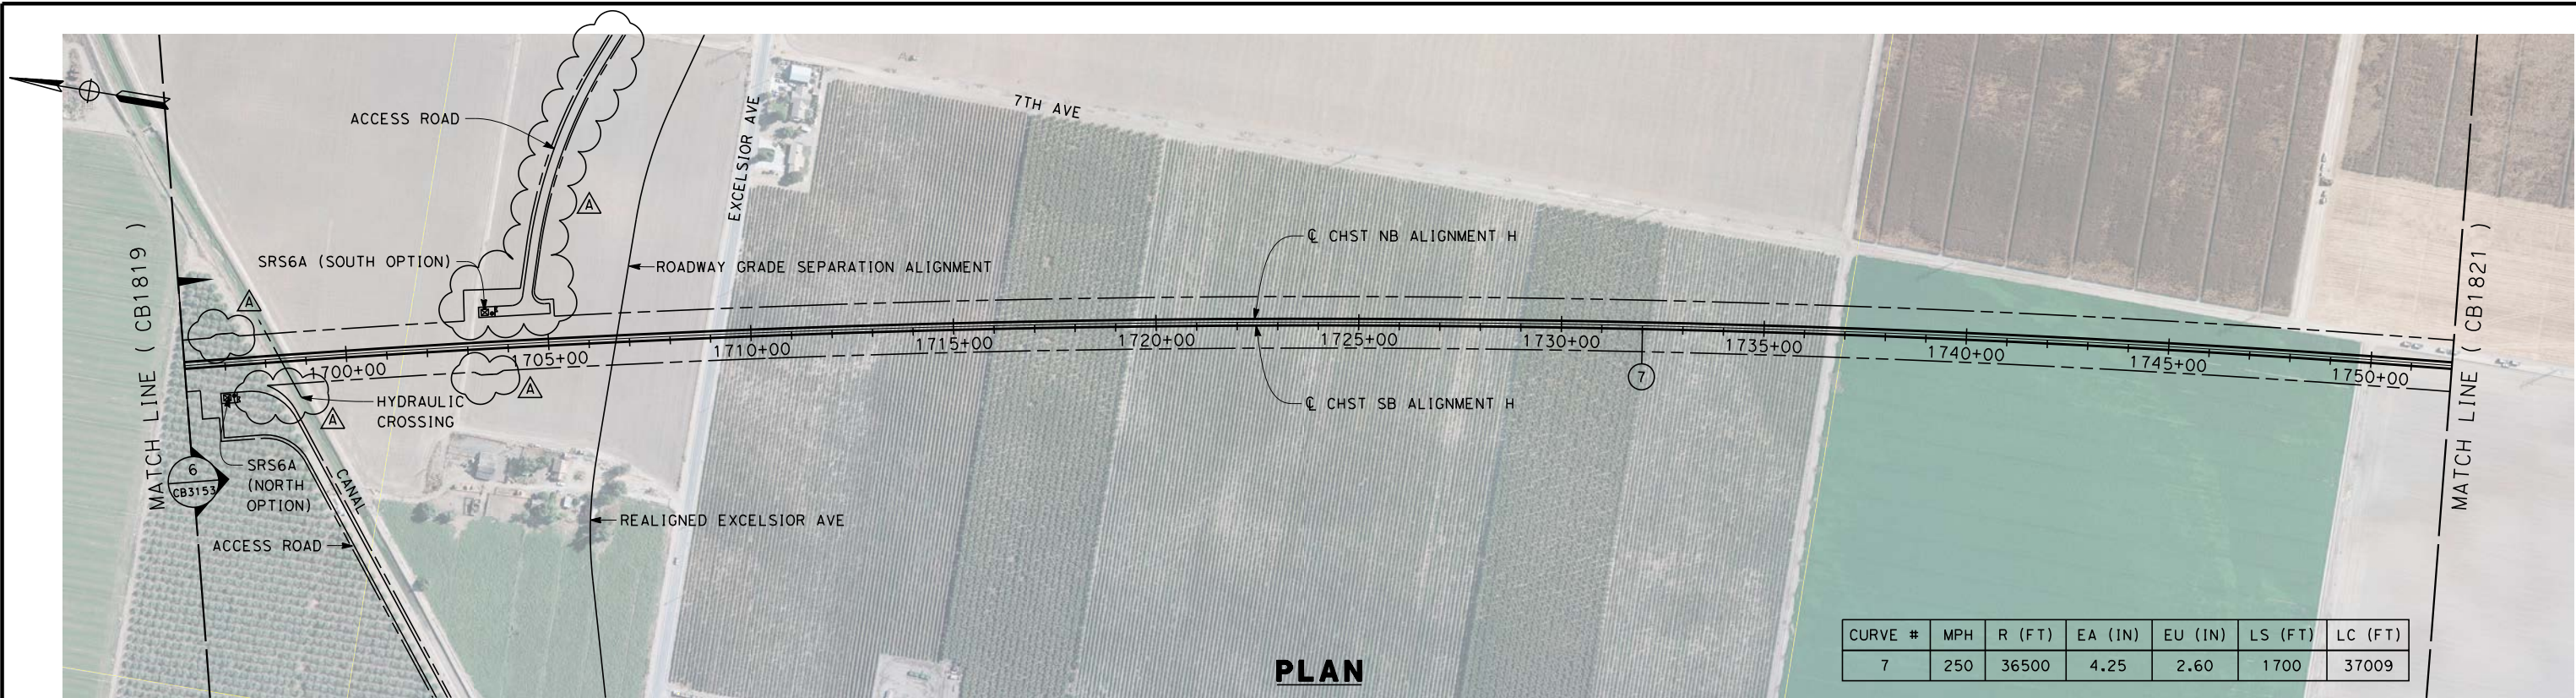 ACCESS ROAD
7TH AVE
EXCELSIOR AVE
A
MATCH LINE ( CB1819 )
MATCH LINE ( CB1821 )
SRS6A (SOUTH OPTION)
ROADWAY GRADE SEPARATION ALIGNMENT
℄ CHST NB ALIGNMENT H
A
1700+00
1705+00
1710+00
1715+00
1720+00
1725+00
1730+00
1735+00
1740+00
1745+00
1750+00
7
A
A
HYDRAULIC
CROSSING
℄ CHST SB ALIGNMENT H
6
CB3153
SRS6A
(NORTH
OPTION)
CANAL
REALIGNED EXCELSIOR AVE
ACCESS ROAD
PLAN
CURVE # MPH R (FT) EA (IN) EU (IN) LS (FT) LC (FT)
7 250 36500 4.25 2.60 1700 37009